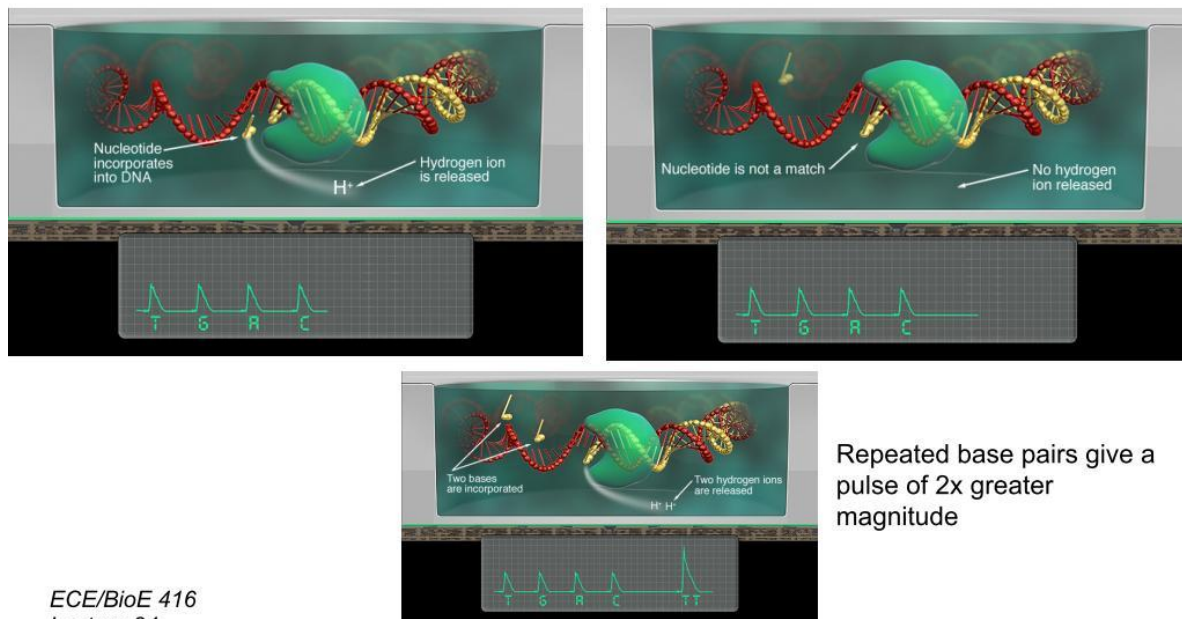 Nucleotide
incorporates
into DNA
Hydrogen ion
is released
H+
T G A C
Nucleotide is not a match
No hydrogen
ion released
T G A C
Two bases
are incorporated
Two hydrogen ions
are released
H+ H+
T G A C TT
Repeated base pairs give a
pulse of 2x greater
magnitude
ECE/BioE 416